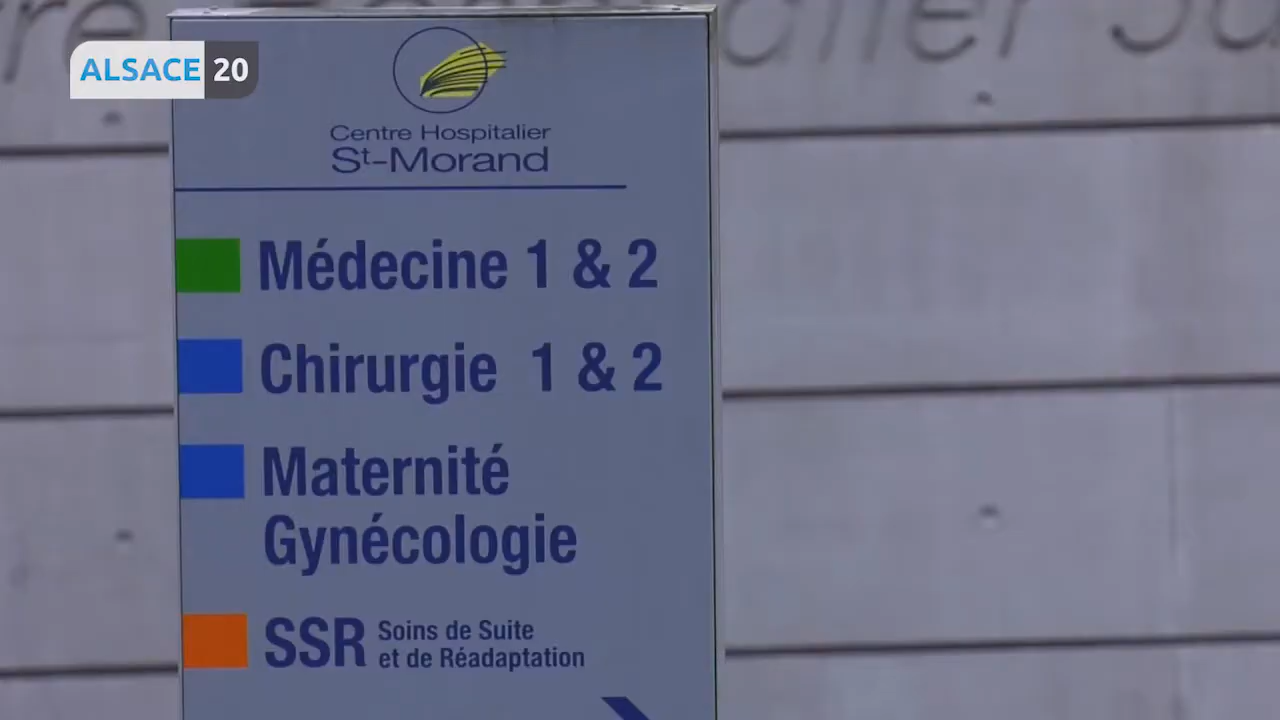 ALSACE 20
Centre Hospitalier
St-Morand
Médecine 1 & 2
Chirurgie 1 & 2
Maternité
Gynécologie
SSR Soins de Suite
et de Réadaptation